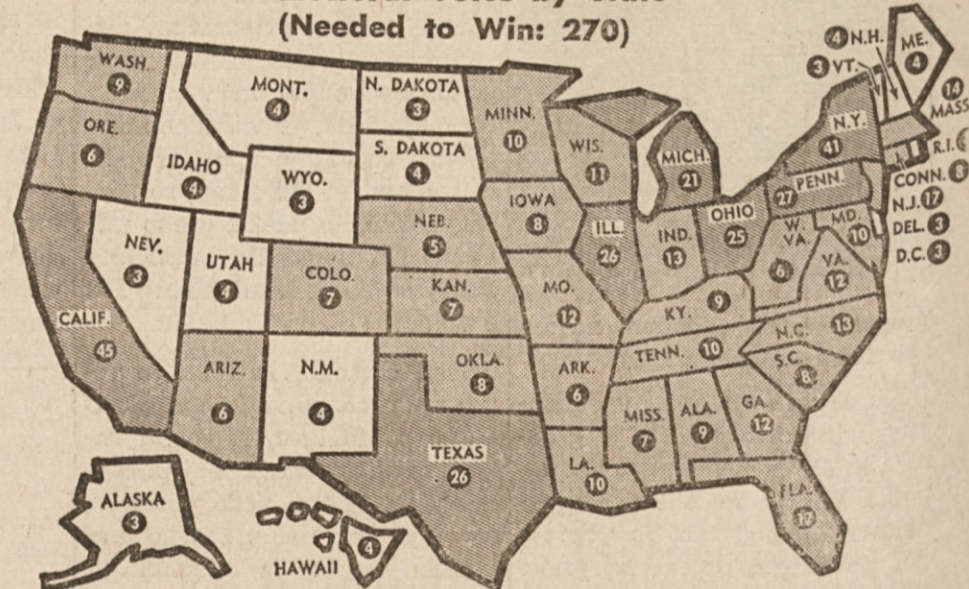 (Needed to Win: 270)
WASH.
9
ORE.
6
CALIF.
45
NEV.
3
IDAHO
4
MONT.
4
WYO.
3
UTAH
4
ARIZ.
6
COLO.
7
N.M.
4
N. DAKOTA
3
S. DAKOTA
4
NEB.
5
KAN.
7
OKLA.
8
TEXAS
26
MINN.
10
IOWA
8
MO.
12
ARK.
6
LA.
10
WIS.
11
ILL.
26
MICH.
21
IND.
13
OHIO
25
KY.
9
TENN.
10
MISS.
7
ALA.
9
GA.
12
FLA.
17
S.C.
8
N.C.
13
VA.
12
W.
VA.
6
MD.
10
PENN.
27
N.Y.
41
4 N.H.
3 VT.
ME.
4
14
MASS.
R.I.
CONN. 8
N.J. 17
DEL. 3
D.C. 3
ALASKA
3
HAWAII
4